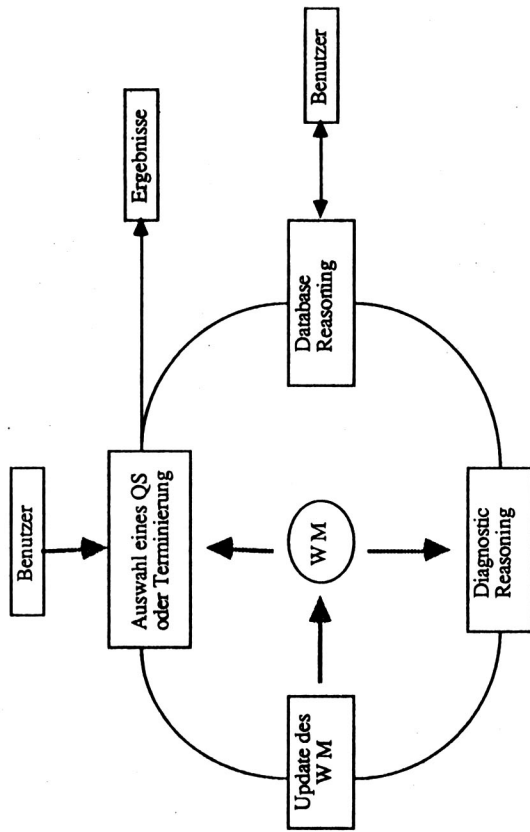 Benutzer
Auswahl eines QS
oder Terminierung
Ergebnisse
Update des
W M
W M
Database
Reasoning
Benutzer
Diagnostic
Reasoning